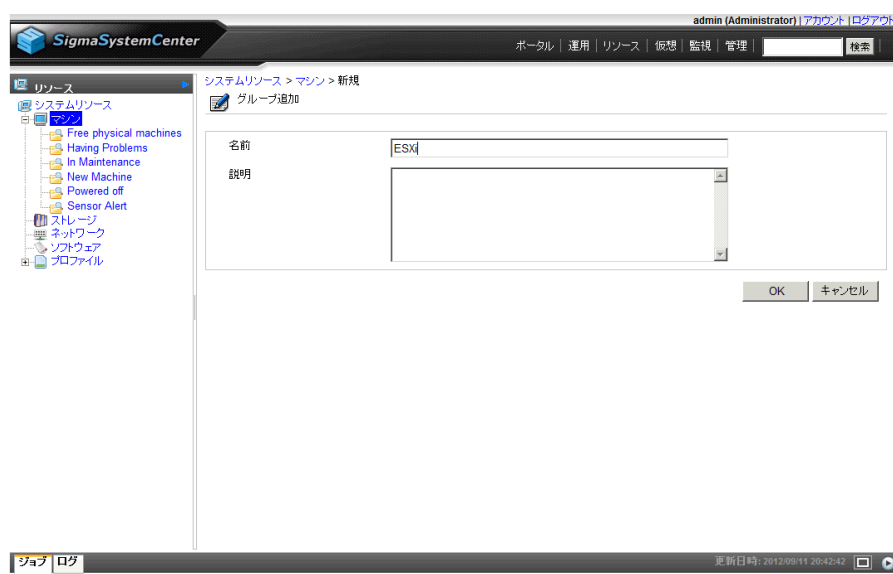 admin (Administrator) | アカウント | ログアウト
SigmaSystemCenter
ポータル | 運用 | リソース | 仮想 | 監視 | 管理 | 検索 |
リソース
システムリソース
マシン
Free physical machines
Having Problems
In Maintenance
New Machine
Powered off
Sensor Alert
ストレージ
ネットワーク
ソフトウェア
プロファイル
システムリソース > マシン > 新規
グループ追加
名前
ESXi
説明
OK
キャンセル
ジョブ ログ
更新日時: 2012/09/11 20:42:42